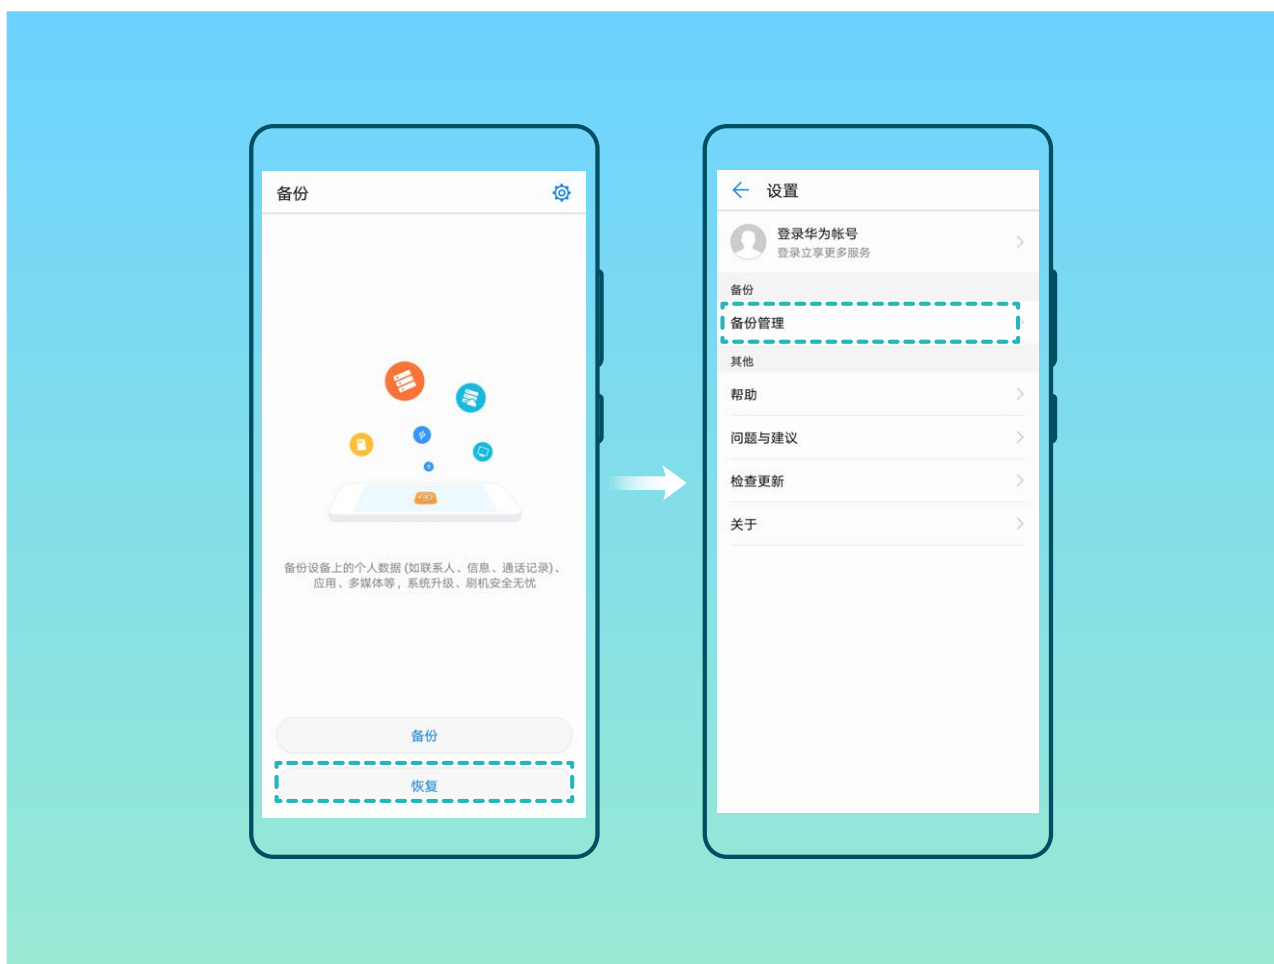 备份
备份设备上的个人数据 (如联系人、信息、通话记录)、
应用、多媒体等，系统升级、刷机安全无忧
备份
恢复
设置
登录华为帐号
登录立享更多服务
备份
备份管理
其他
帮助
问题与建议
检查更新
关于